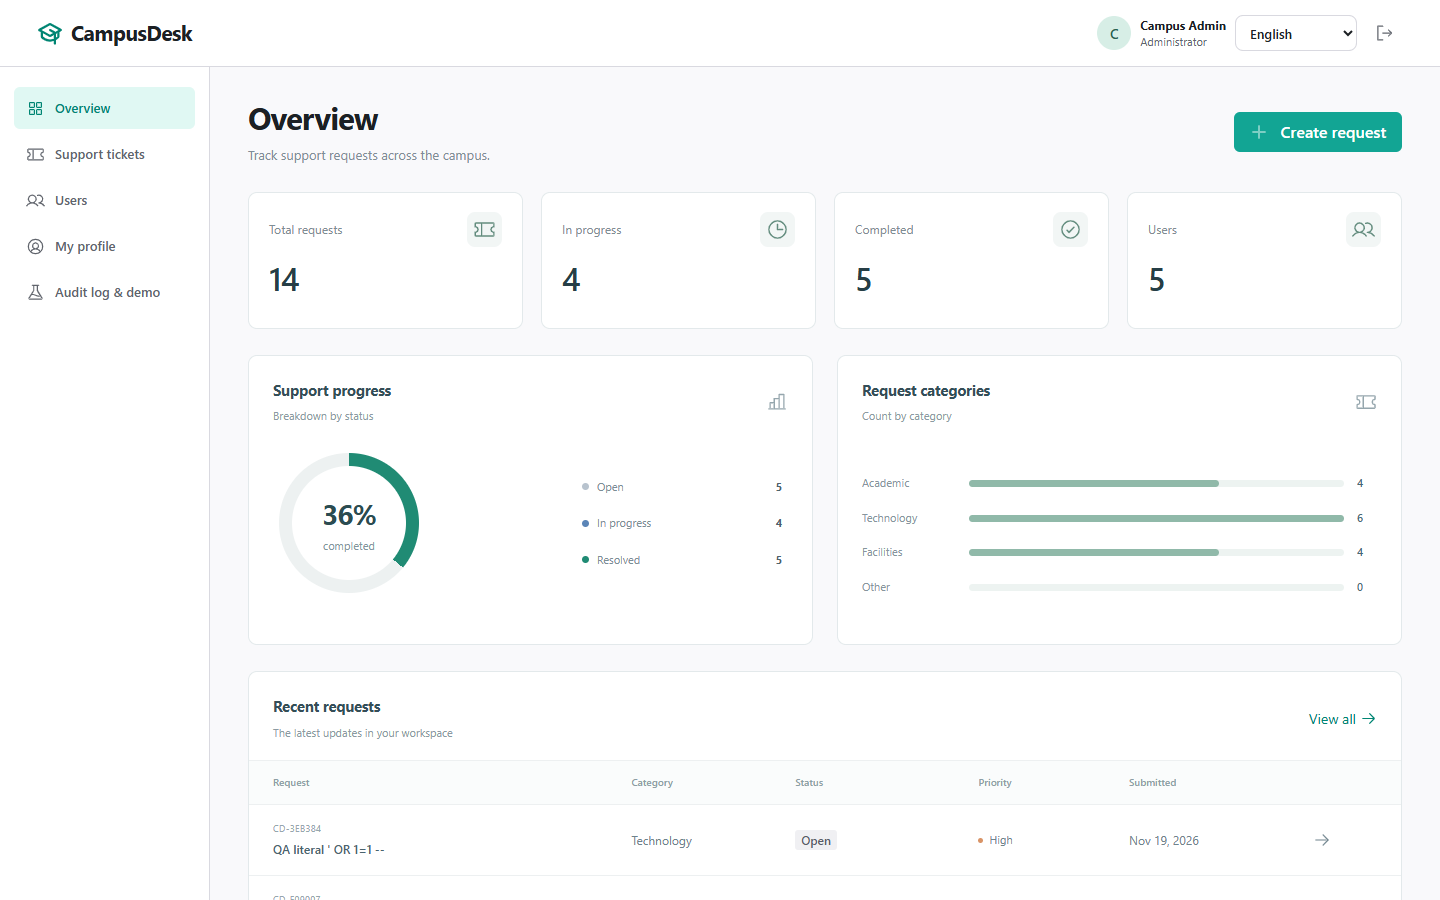 CampusDesk
C
Campus Admin
Administrator
English
Overview
Support tickets
Users
My profile
Audit log & demo
Overview
Track support requests across the campus.
Create request
Total requests
14
In progress
4
Completed
5
Users
5
Support progress
Breakdown by status
36%
completed
Open 5
In progress 4
Resolved 5
Request categories
Count by category
Academic 4
Technology 6
Facilities 4
Other 0
Recent requests
The latest updates in your workspace
View all
Request Category Status Priority Submitted
CD-3EB384
QA literal ' OR 1=1 --
Technology Open High Nov 19, 2026